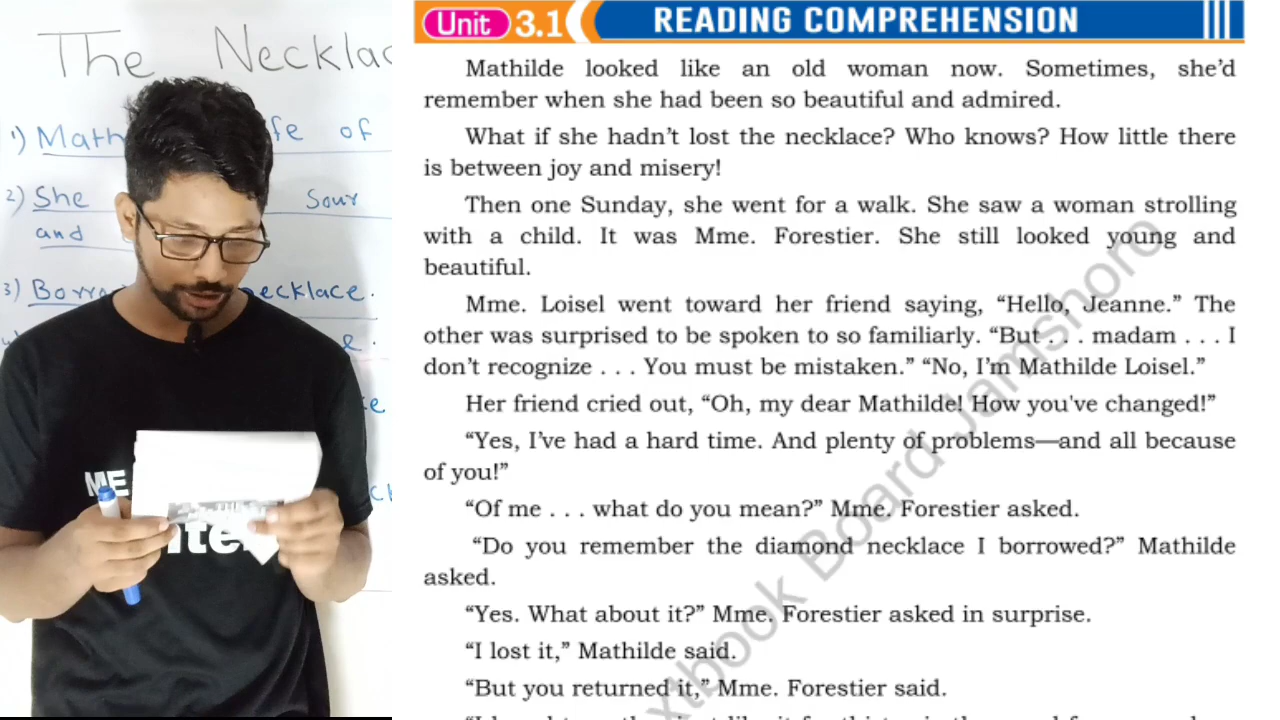 The Necklac
1) Math fe of
2) She Sour
and
3) Borro ecklace.
ME
Unit 3.1 READING COMPREHENSION
Mathilde looked like an old woman now. Sometimes, she’d
remember when she had been so beautiful and admired.
What if she hadn’t lost the necklace? Who knows? How little there
is between joy and misery!
Then one Sunday, she went for a walk. She saw a woman strolling
with a child. It was Mme. Forestier. She still looked young and
beautiful.
Mme. Loisel went toward her friend saying, “Hello, Jeanne.” The
other was surprised to be spoken to so familiarly. “But . . . madam . . . I
don’t recognize . . . You must be mistaken.” “No, I’m Mathilde Loisel.”
Her friend cried out, “Oh, my dear Mathilde! How you've changed!”
“Yes, I’ve had a hard time. And plenty of problems—and all because
of you!”
“Of me . . . what do you mean?” Mme. Forestier asked.
“Do you remember the diamond necklace I borrowed?” Mathilde
asked.
“Yes. What about it?” Mme. Forestier asked in surprise.
“I lost it,” Mathilde said.
“But you returned it,” Mme. Forestier said.
xtbook Board Jamshoro